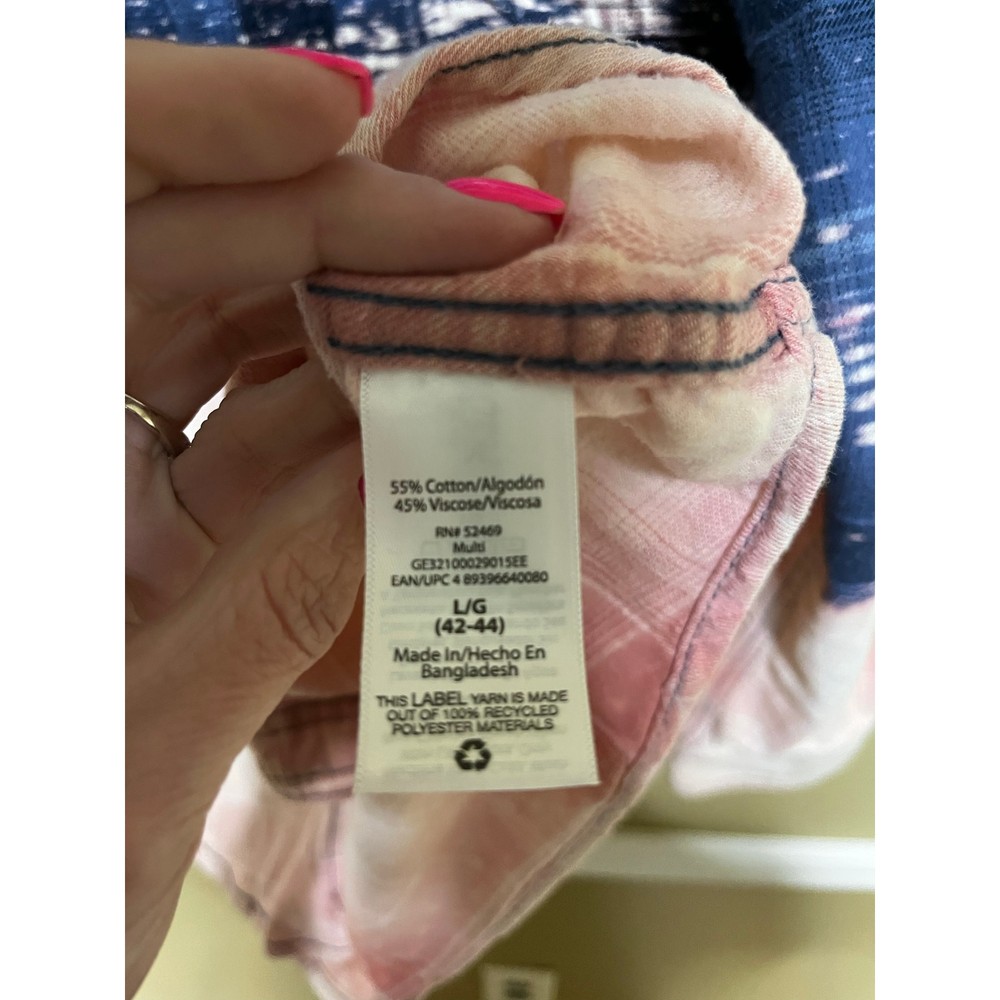 55% Cotton/Algodón
45% Viscose/Viscosa
RN# 52469
Multi
GE32100029015EE
EAN/UPC 4 89396640080
L/G
(42-44)
Made In/Hecho En
Bangladesh
THIS LABEL YARN IS MADE
OUT OF 100% RECYCLED
POLYESTER MATERIALS